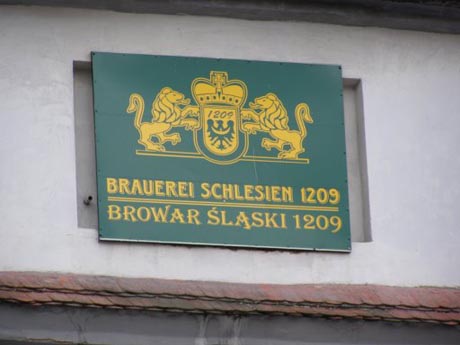 1209
BRAUEREI SCHLESIEN 1209
BROWAR ŚLĄSKI 1209